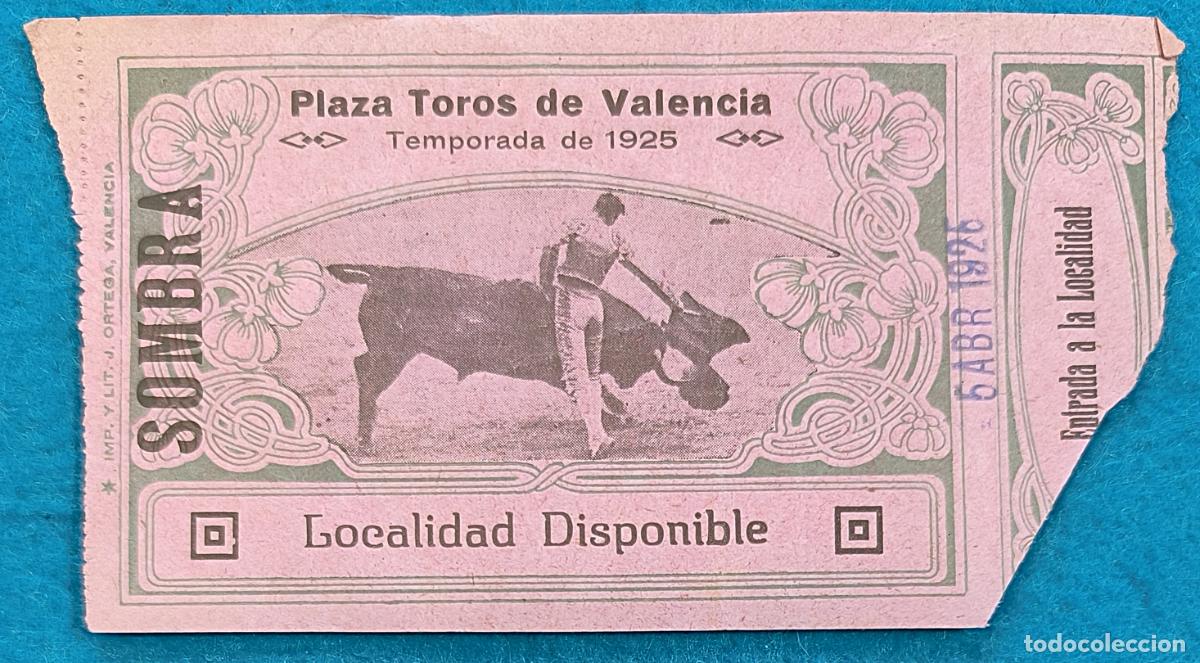 Plaza Toros de Valencia
Temporada de 1925
SOMBRA
* IMP. Y LIT. J. ORTEGA, VALENCIA
Localidad Disponible
5 ABR 1926
Entrada a la Localidad
todocoleccion